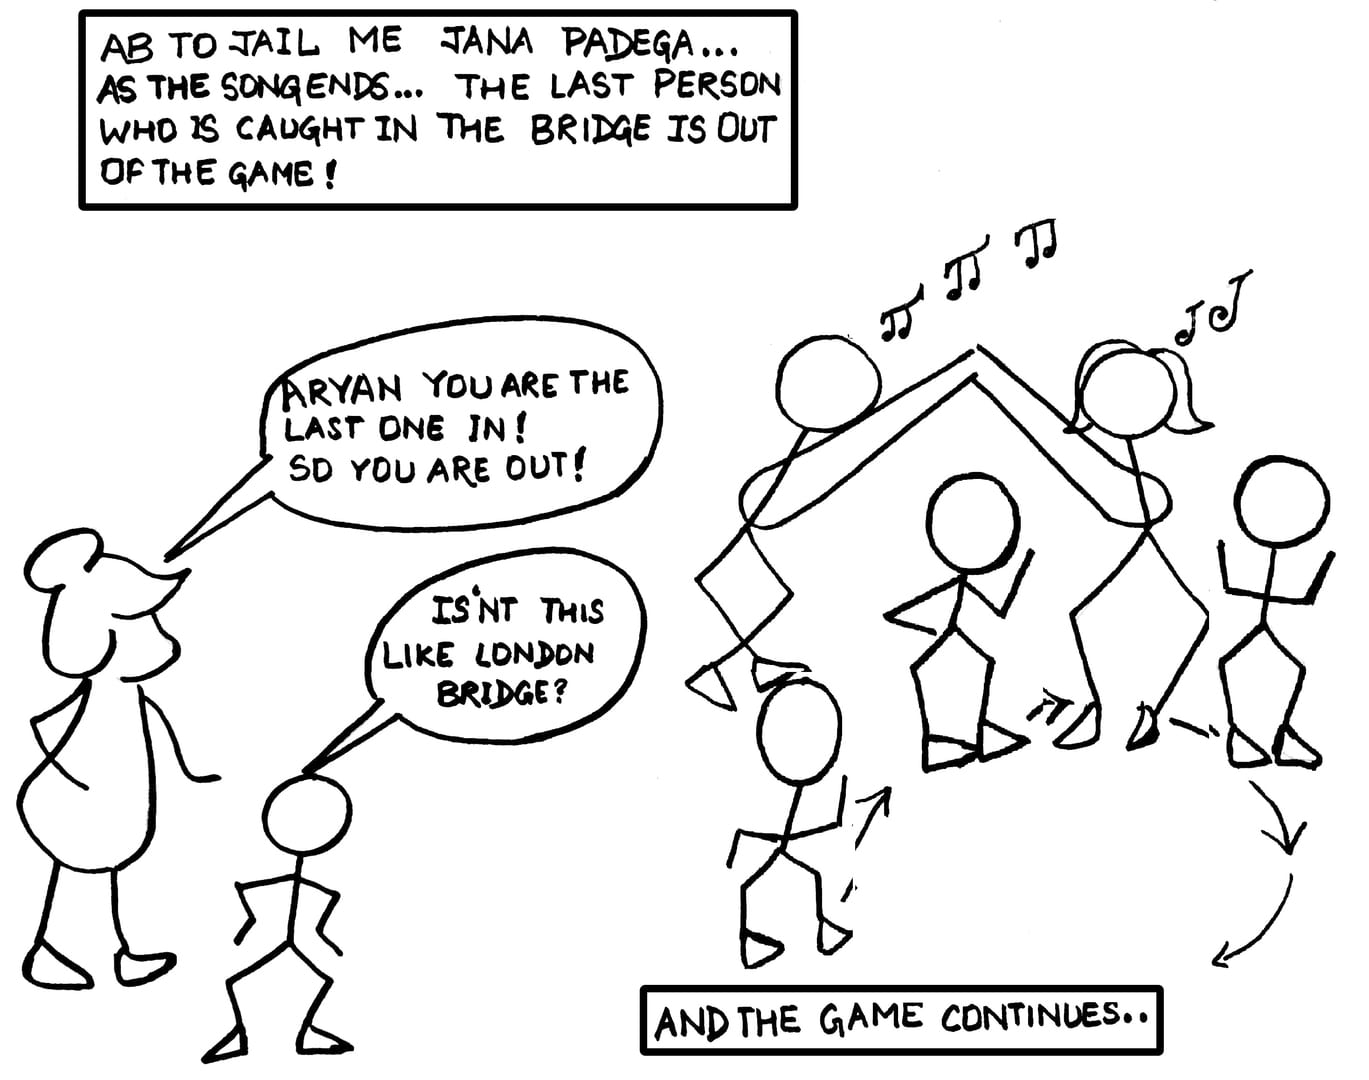 AB TO JAIL ME JANA PADEGA...
AS THE SONG ENDS... THE LAST PERSON
WHO IS CAUGHT IN THE BRIDGE IS OUT
OF THE GAME!
ARYAN YOU ARE THE
LAST ONE IN!
SO YOU ARE OUT!
IS'NT THIS
LIKE LONDON
BRIDGE?
AND THE GAME CONTINUES..